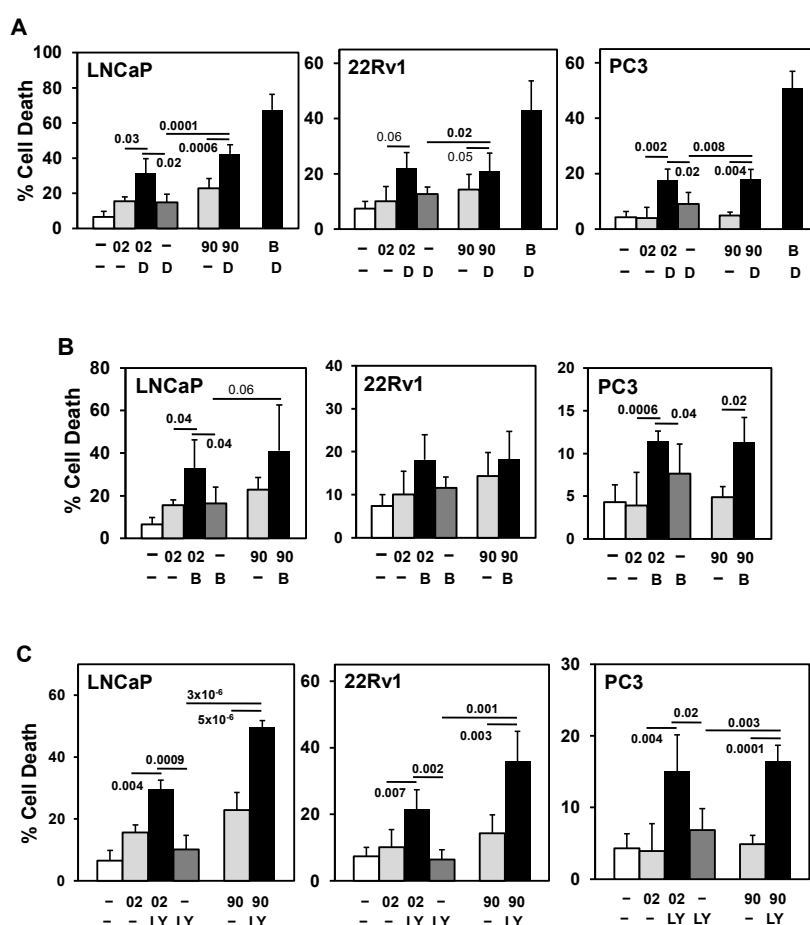 A
LNCaP
22Rv1
PC3
% Cell Death
100
80
60
40
20
0
0.03
0.0001
0.0006
0.02
– 02 02 – 90 90 B
– – D D – D D
60
40
20
0
0.06
0.02
0.05
– 02 02 – 90 90 B
– – D D – D D
60
40
20
0
0.002
0.008
0.02
0.004
– 02 02 – 90 90 B
– – D D – D D
B
LNCaP
22Rv1
PC3
% Cell Death
80
60
40
20
0
0.06
0.04
0.04
– 02 02 – 90 90
– – B B – B
40
30
20
10
0
– 02 02 – 90 90
– – B B – B
20
15
10
5
0
0.0006
0.04
0.02
– 02 02 – 90 90
– – B B – B
C
LNCaP
22Rv1
PC3
% Cell Death
60
40
20
0
3x10⁻⁶
5x10⁻⁶
0.0009
0.004
– 02 02 – 90 90
– – LY LY – LY
60
40
20
0
0.001
0.003
0.002
0.007
– 02 02 – 90 90
– – LY LY – LY
30
20
10
0
0.02
0.004
0.003
0.0001
– 02 02 – 90 90
– – LY LY – LY